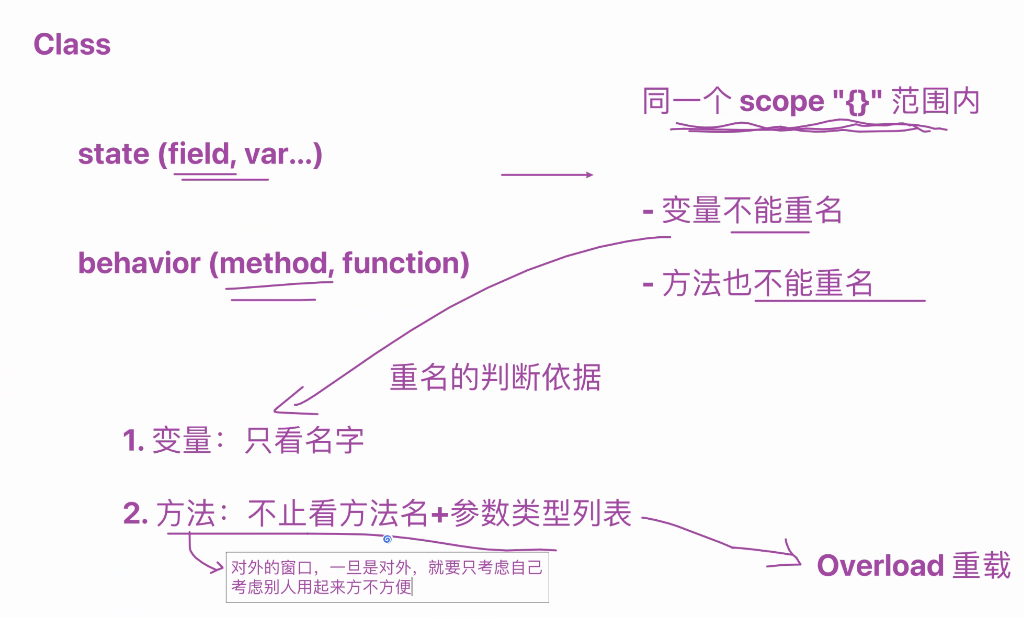 Class
同一个 scope "{}" 范围内
state (field, var...)
- 变量不能重名
behavior (method, function)
- 方法也不能重名
重名的判断依据
1. 变量：只看名字
2. 方法：不止看方法名+参数类型列表
对外的窗口，一旦是对外，就要只考虑自己
考虑别人用起来方不方便
Overload 重载